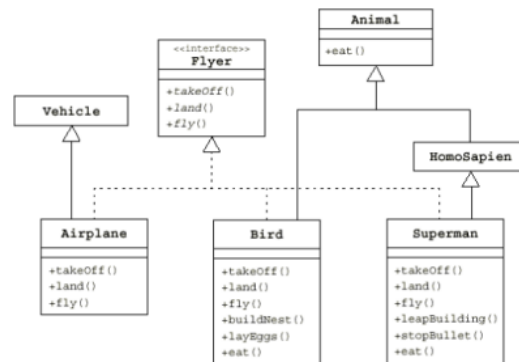 Animal
+eat()
<<interface>>
Flyer
+takeOff()
+land()
+fly()
Vehicle
HomoSapien
Airplane
+takeOff()
+land()
+fly()
Bird
+takeOff()
+land()
+fly()
+buildNest()
+layEggs()
+eat()
Superman
+takeOff()
+land()
+fly()
+leapBuilding()
+stopBullet()
+eat()